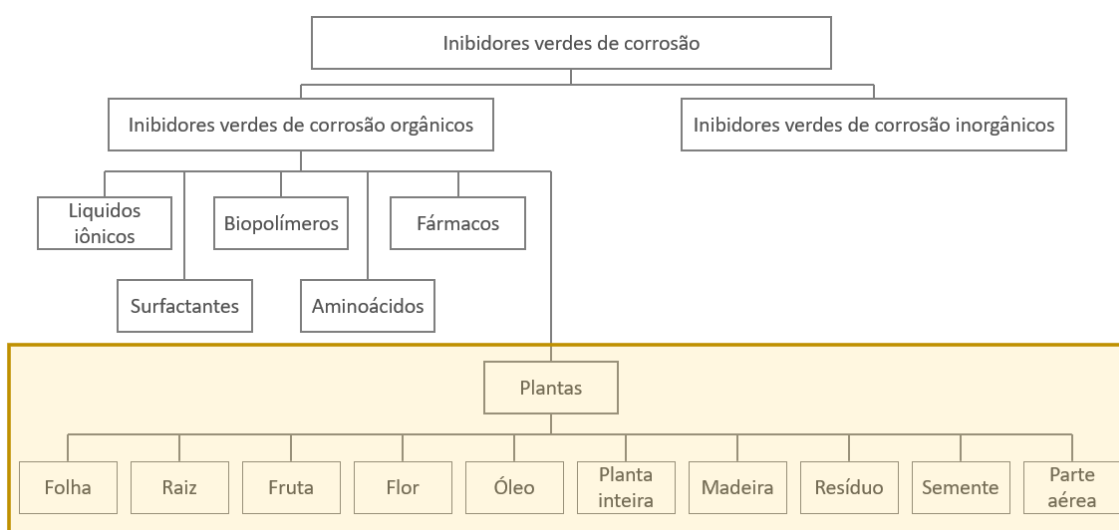 Inibidores verdes de corrosão
Inibidores verdes de corrosão orgânicos
Inibidores verdes de corrosão inorgânicos
Liquidos
iônicos
Biopolímeros
Fármacos
Surfactantes
Aminoácidos
Plantas
Folha
Raiz
Fruta
Flor
Óleo
Planta
inteira
Madeira
Resíduo
Semente
Parte
aérea